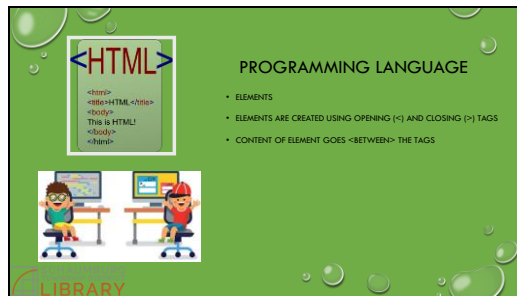 <HTML>
<html>
<title>HTML</title>
<body>
This is HTML!
</body>
</html>
PROGRAMMING LANGUAGE
• ELEMENTS
• ELEMENTS ARE CREATED USING OPENING (<) AND CLOSING (>) TAGS
• CONTENT OF ELEMENT GOES <BETWEEN> THE TAGS
LIBRARY